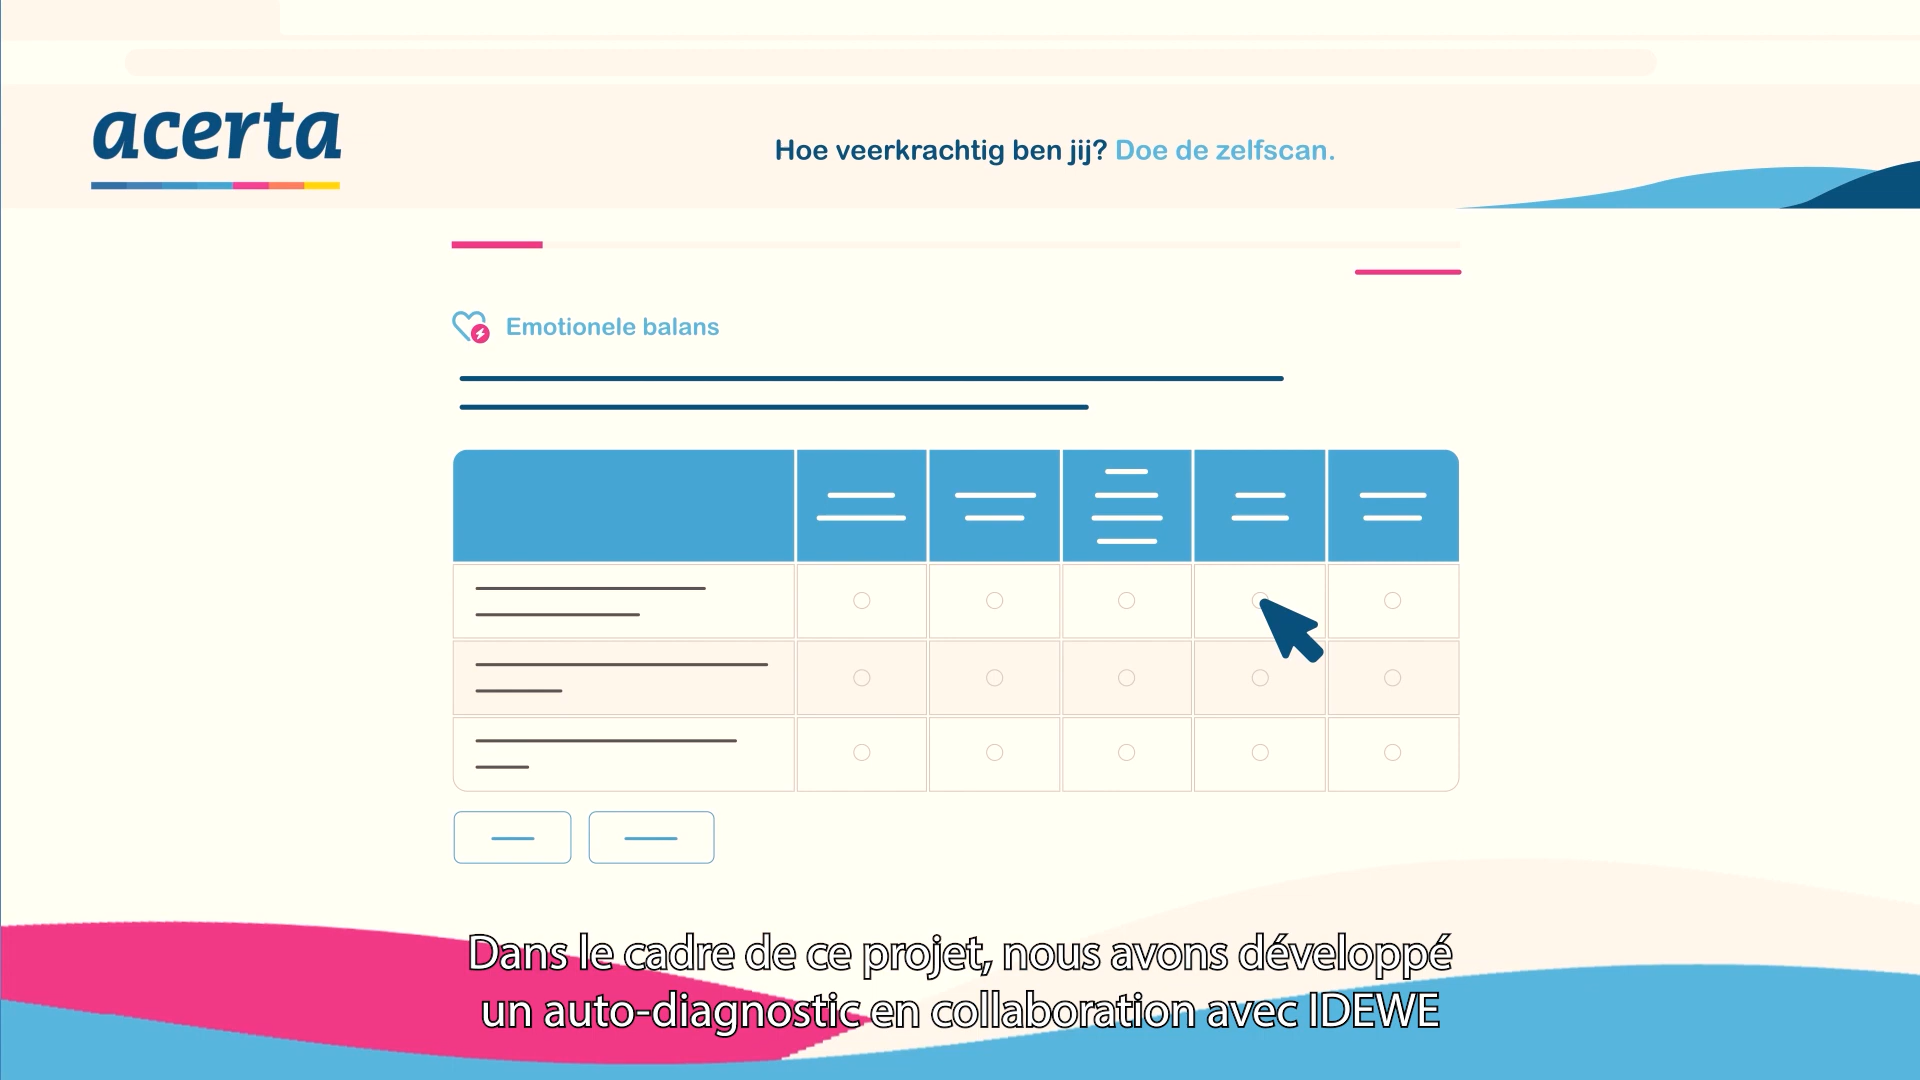 acerta
Hoe veerkrachtig ben jij? Doe de zelfscan.
Emotionele balans
Dans le cadre de ce projet, nous avons développé
un auto-diagnostic en collaboration avec IDEWE